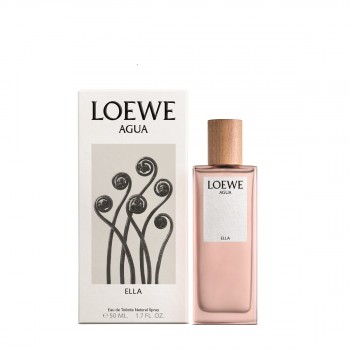 LOEWE
AGUA
ELLA
Eau de Toilette Natural Spray
℮ 50 ML. 1.7 FL. OZ.
LOEWE
AGUA
ELLA